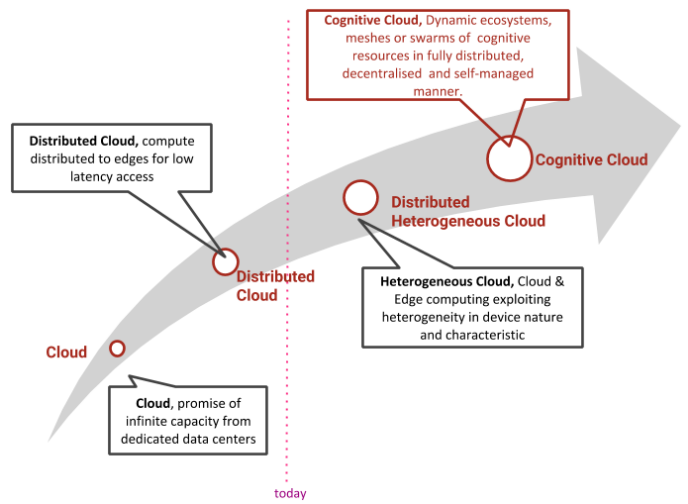 Cognitive Cloud, Dynamic ecosystems,
meshes or swarms of cognitive
resources in fully distributed,
decentralised and self-managed
manner.
Distributed Cloud, compute
distributed to edges for low
latency access
Cognitive Cloud
Distributed
Heterogeneous Cloud
Distributed
Cloud
Heterogeneous Cloud, Cloud &
Edge computing exploiting
heterogeneity in device nature
and characteristic
Cloud
Cloud, promise of
infinite capacity from
dedicated data centers
today